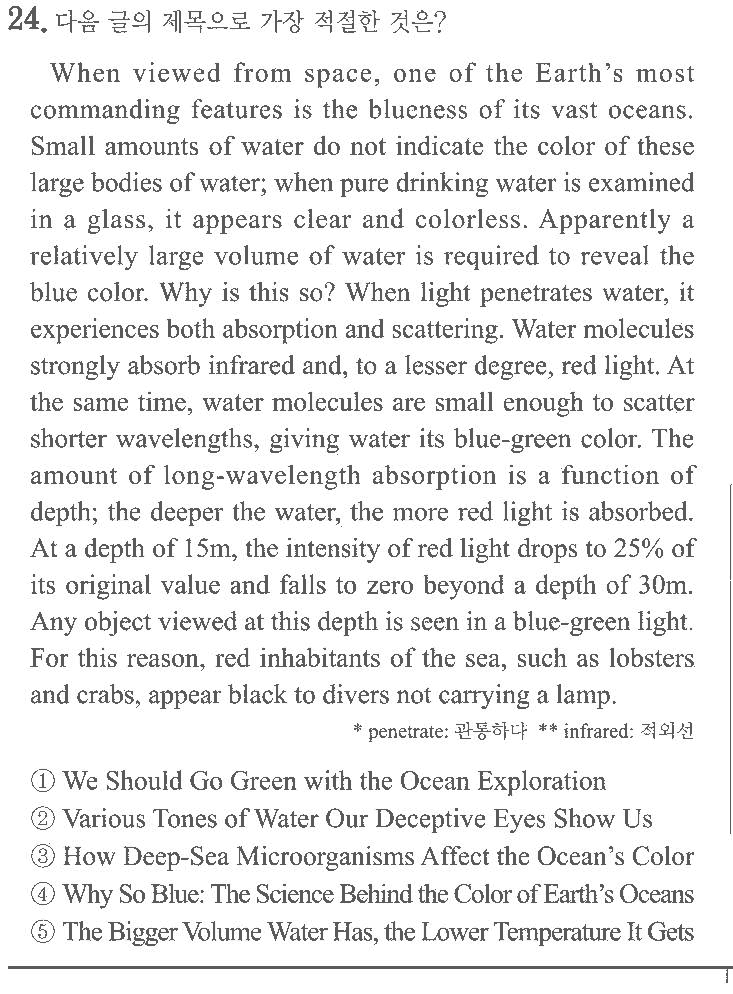 24. 다음 글의 제목으로 가장 적절한 것은?
When viewed from space, one of the Earth's most
commanding features is the blueness of its vast oceans.
Small amounts of water do not indicate the color of these
large bodies of water; when pure drinking water is examined
in a glass, it appears clear and colorless. Apparently a
relatively large volume of water is required to reveal the
blue color. Why is this so? When light penetrates water, it
experiences both absorption and scattering. Water molecules
strongly absorb infrared and, to a lesser degree, red light. At
the same time, water molecules are small enough to scatter
shorter wavelengths, giving water its blue-green color. The
amount of long-wavelength absorption is a function of
depth; the deeper the water, the more red light is absorbed.
At a depth of 15m, the intensity of red light drops to 25% of
its original value and falls to zero beyond a depth of 30m.
Any object viewed at this depth is seen in a blue-green light.
For this reason, red inhabitants of the sea, such as lobsters
and crabs, appear black to divers not carrying a lamp.
* penetrate: 관통하다 ** infrared: 적외선
① We Should Go Green with the Ocean Exploration
② Various Tones of Water Our Deceptive Eyes Show Us
③ How Deep-Sea Microorganisms Affect the Ocean's Color
④ Why So Blue: The Science Behind the Color of Earth's Oceans
⑤ The Bigger Volume Water Has, the Lower Temperature It Gets